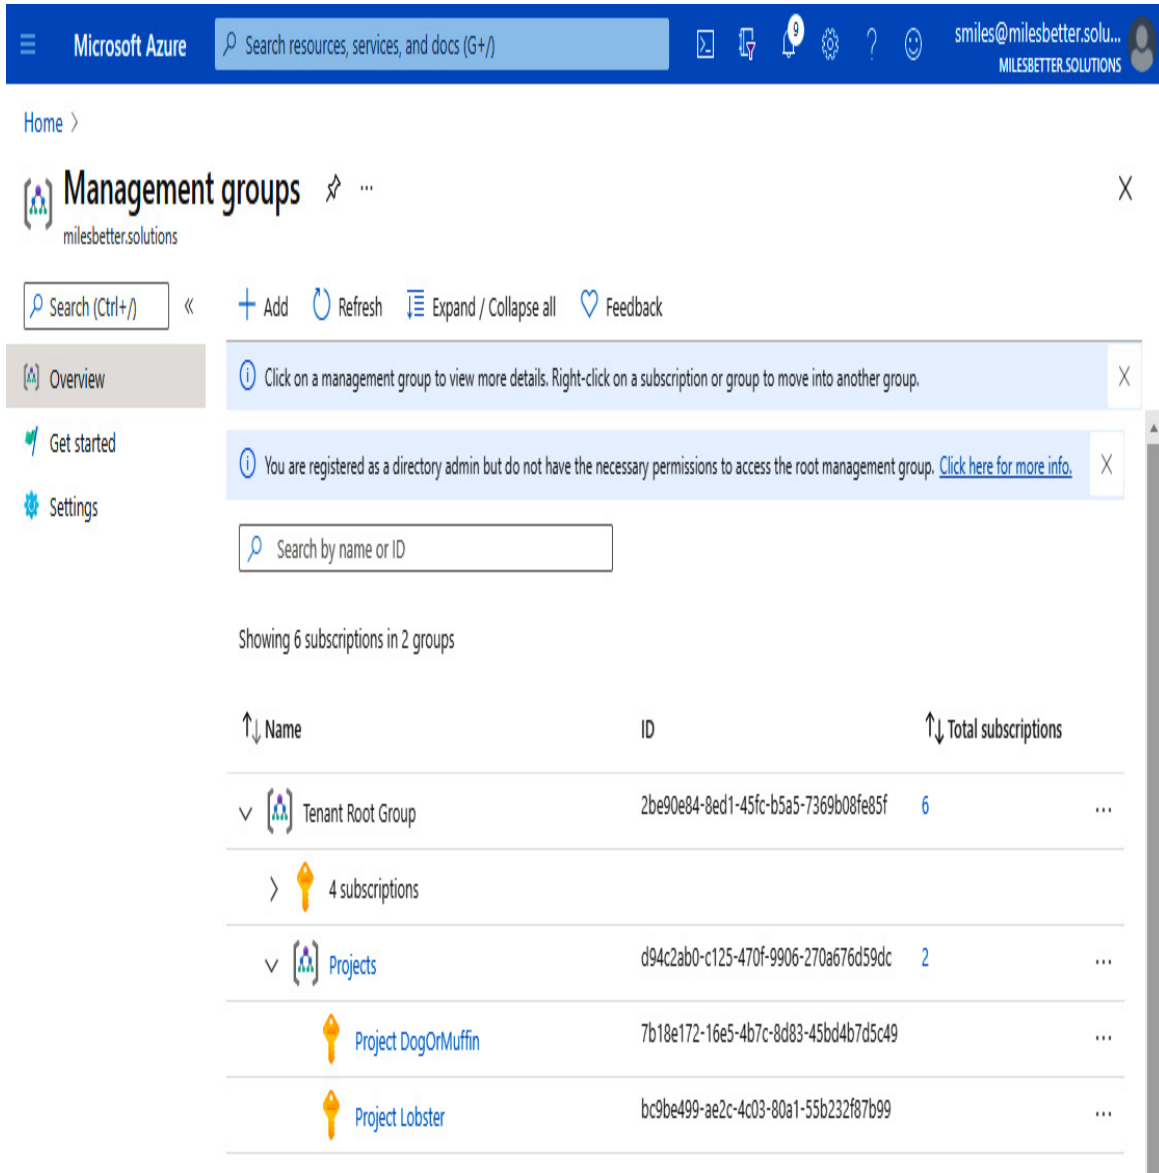 Microsoft Azure
Search resources, services, and docs (G+/)
9
smiles@milesbetter.solu...
MILESBETTER.SOLUTIONS
Home >
Management groups
...
milesbetter.solutions
Search (Ctrl+/)
«
Add
Refresh
Expand / Collapse all
Feedback
Overview
Get started
Settings
Click on a management group to view more details. Right-click on a subscription or group to move into another group.
You are registered as a directory admin but do not have the necessary permissions to access the root management group. Click here for more info.
Search by name or ID
Showing 6 subscriptions in 2 groups
Name ID Total subscriptions
Tenant Root Group 2be90e84-8ed1-45fc-b5a5-7369b08fe85f 6 ...
4 subscriptions
Projects d94c2ab0-c125-470f-9906-270a676d59dc 2 ...
Project DogOrMuffin 7b18e172-16e5-4b7c-8d83-45bd4b7d5c49 ...
Project Lobster bc9be499-ae2c-4c03-80a1-55b232f87b99 ...